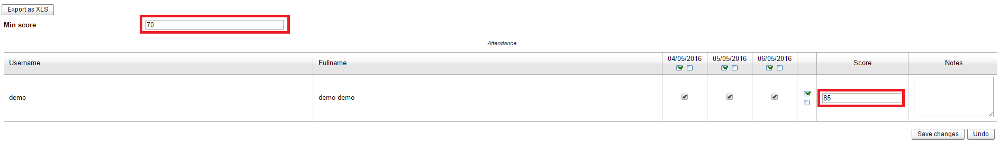 Export as XLS
Min score 70
Attendance
Username Fullname 04/05/2016 05/05/2016 06/05/2016 Score Notes
demo demo demo 85
Save changes Undo